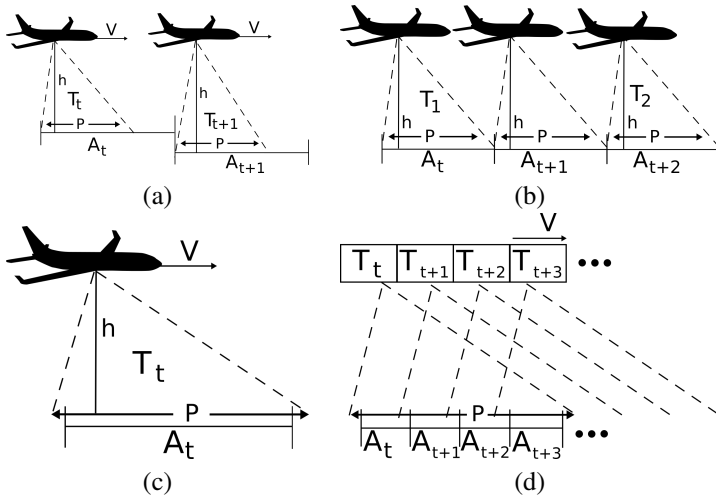 V V
h h
T_t T_{t+1}
P P
A_t A_{t+1}
(a)
T_1 T_2
h h
P P P
A_t A_{t+1} A_{t+2}
(b)
V
h
T_t
P
A_t
(c)
V
T_t T_{t+1} T_{t+2} T_{t+3} •••
P
A_t A_{t+1} A_{t+2} A_{t+3} •••
(d)